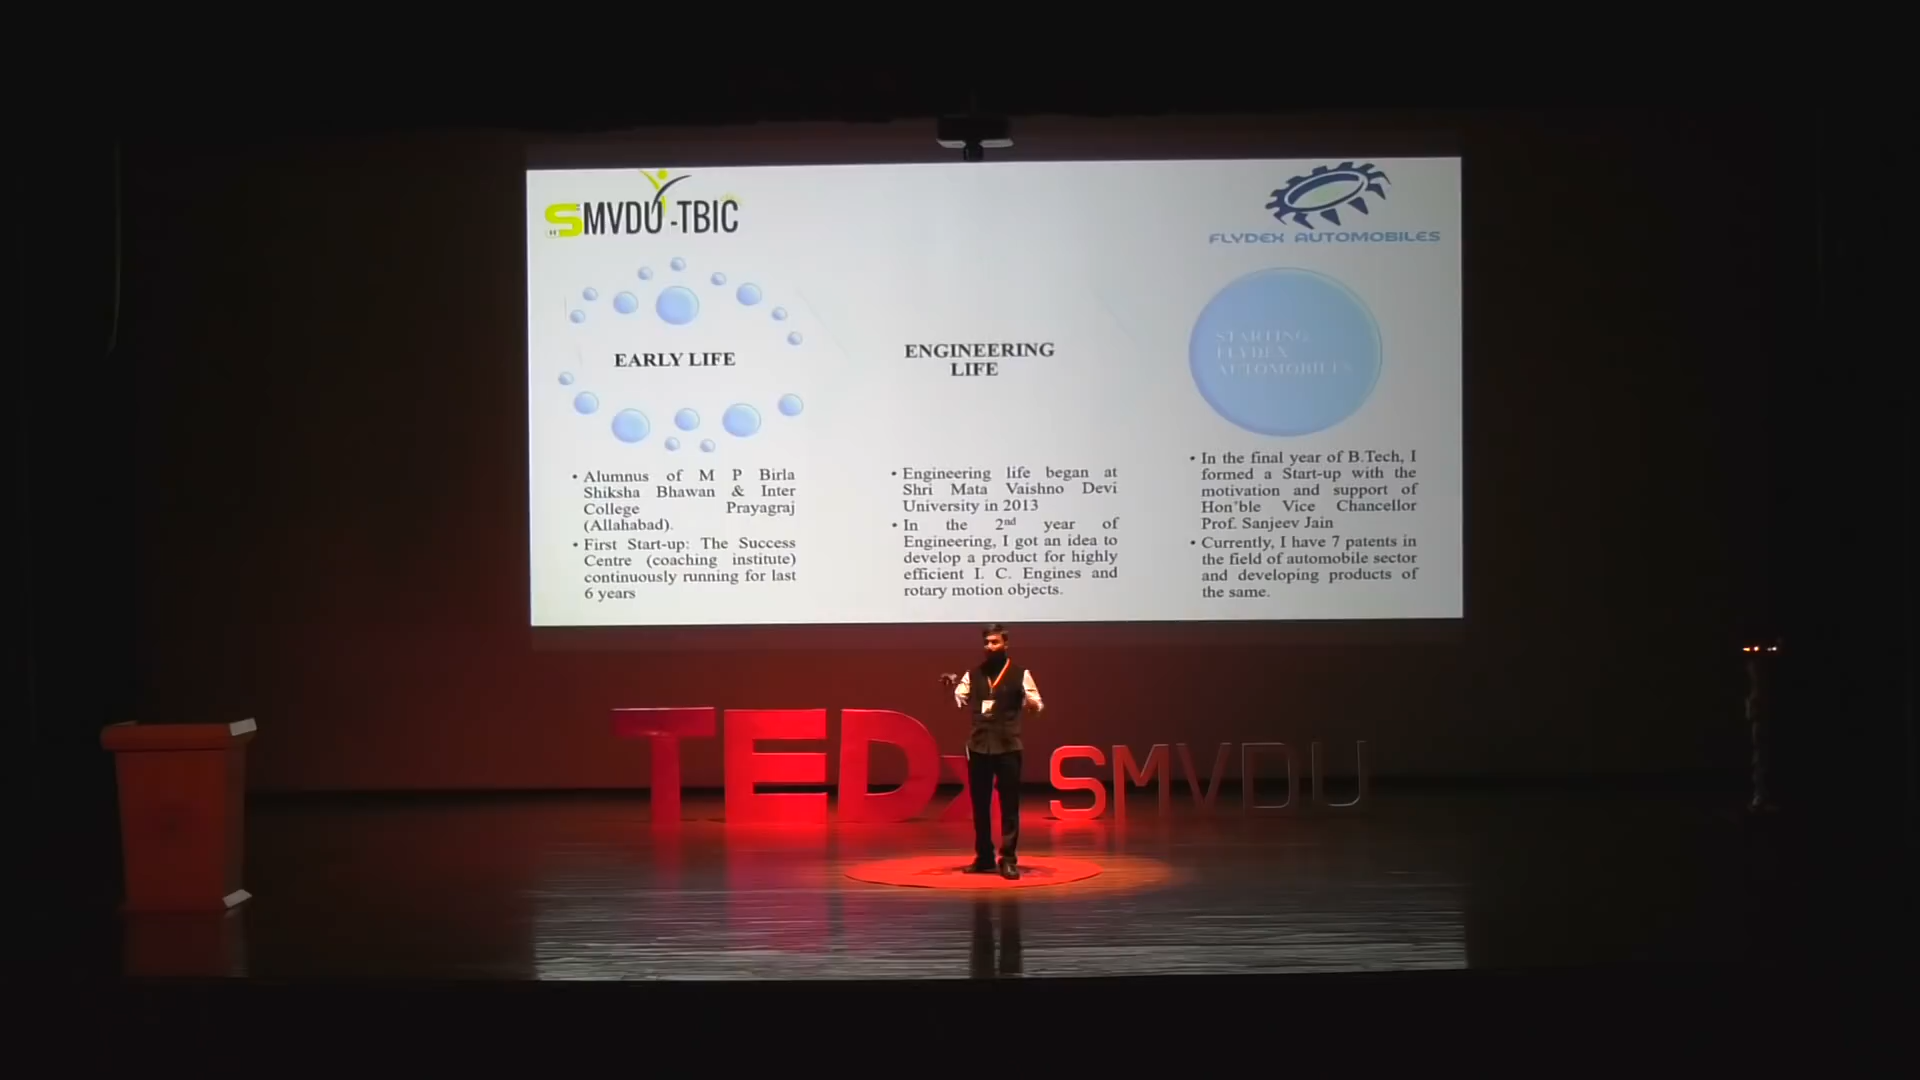 SMVDU-TBIC
FLYDEX AUTOMOBILES
EARLY LIFE
• Alumnus of M P Birla
Shiksha Bhawan & Inter
College Prayagraj
(Allahabad).
• First Start-up: The Success
Centre (coaching institute)
continuously running for last
6 years
ENGINEERING
LIFE
• Engineering life began at
Shri Mata Vaishno Devi
University in 2013
• In the 2nd year of
Engineering, I got an idea to
develop a product for highly
efficient I. C. Engines and
rotary motion objects.
STARTING
FLYDEX
AUTOMOBILES
• In the final year of B.Tech, I
formed a Start-up with the
motivation and support of
Hon'ble Vice Chancellor
Prof. Sanjeev Jain
• Currently, I have 7 patents in
the field of automobile sector
and developing products of
the same.
TEDx SMVDU